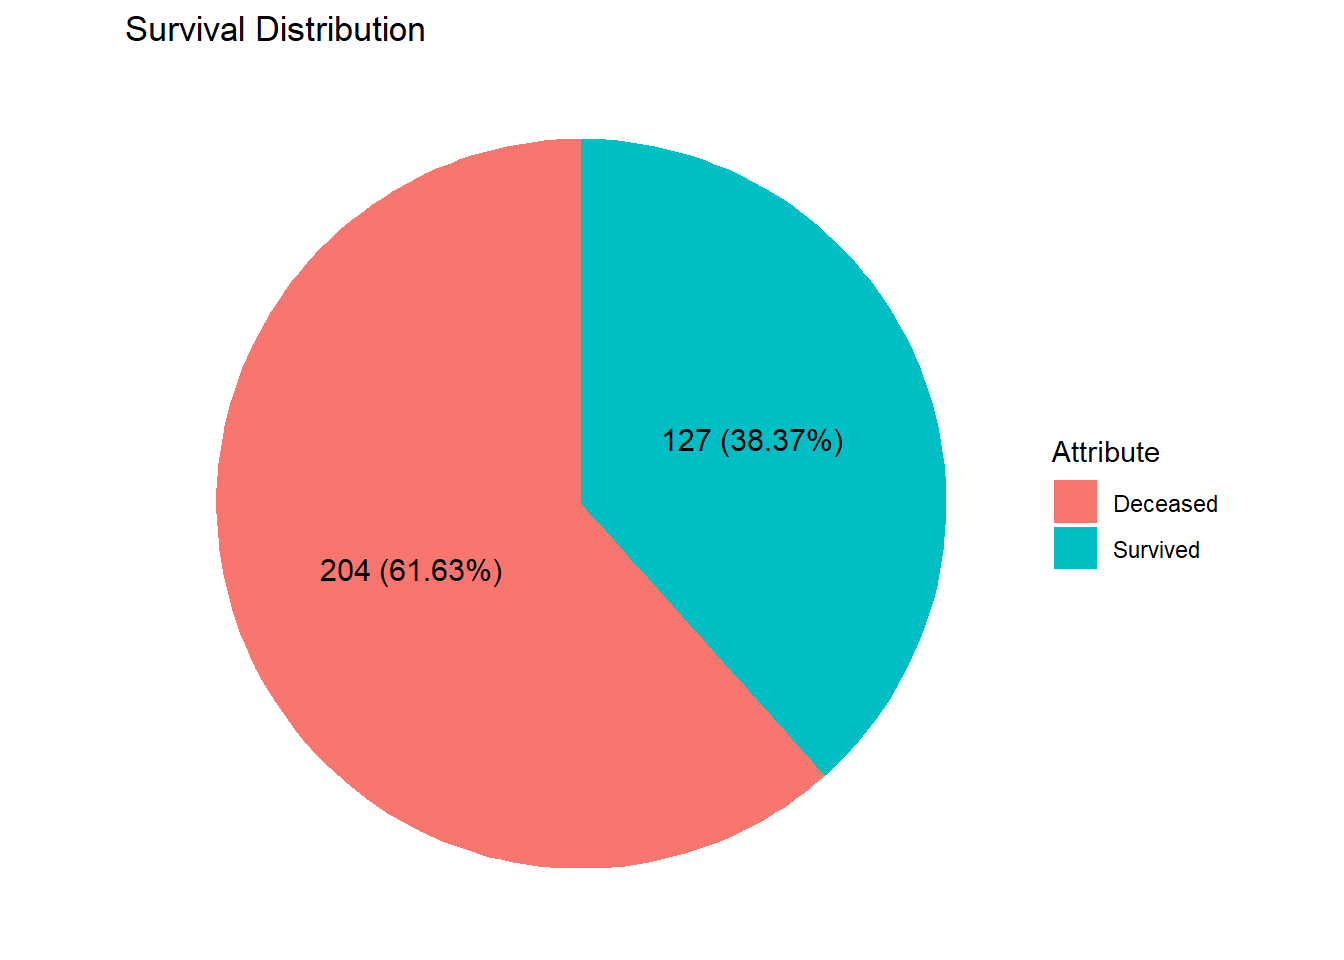 Survival Distribution
127 (38.37%)
204 (61.63%)
Attribute
Deceased
Survived